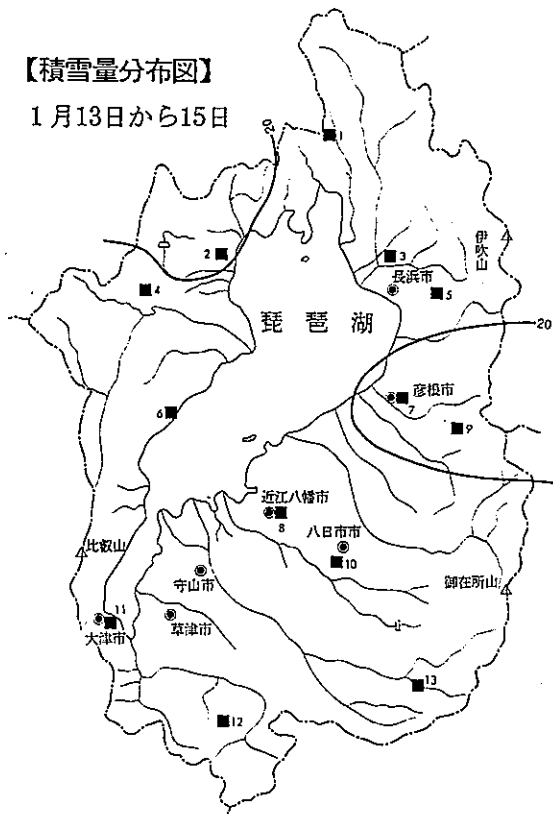 【積雪量分布図】
1月13日から15日
20
1
2
3
伊吹山
4
長浜市
5
琵琶湖
20
彦根市
7
6
9
近江八幡市
8
八日市市
10
比叡山
守山市
御在所山
11
大津市
草津市
13
12